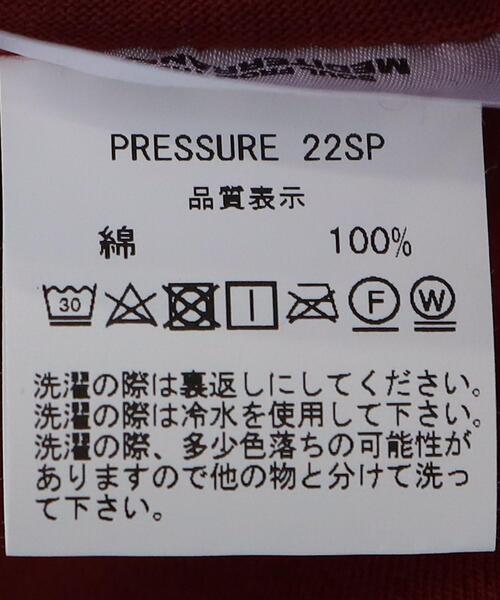 PRESSURE 22SP
品質表示
綿 100%
30 F W
洗濯の際は裏返しにしてください。
洗濯の際は冷水を使用して下さい。
洗濯の際、多少色落ちの可能性が
ありますので他の物と分けて洗っ
て下さい。